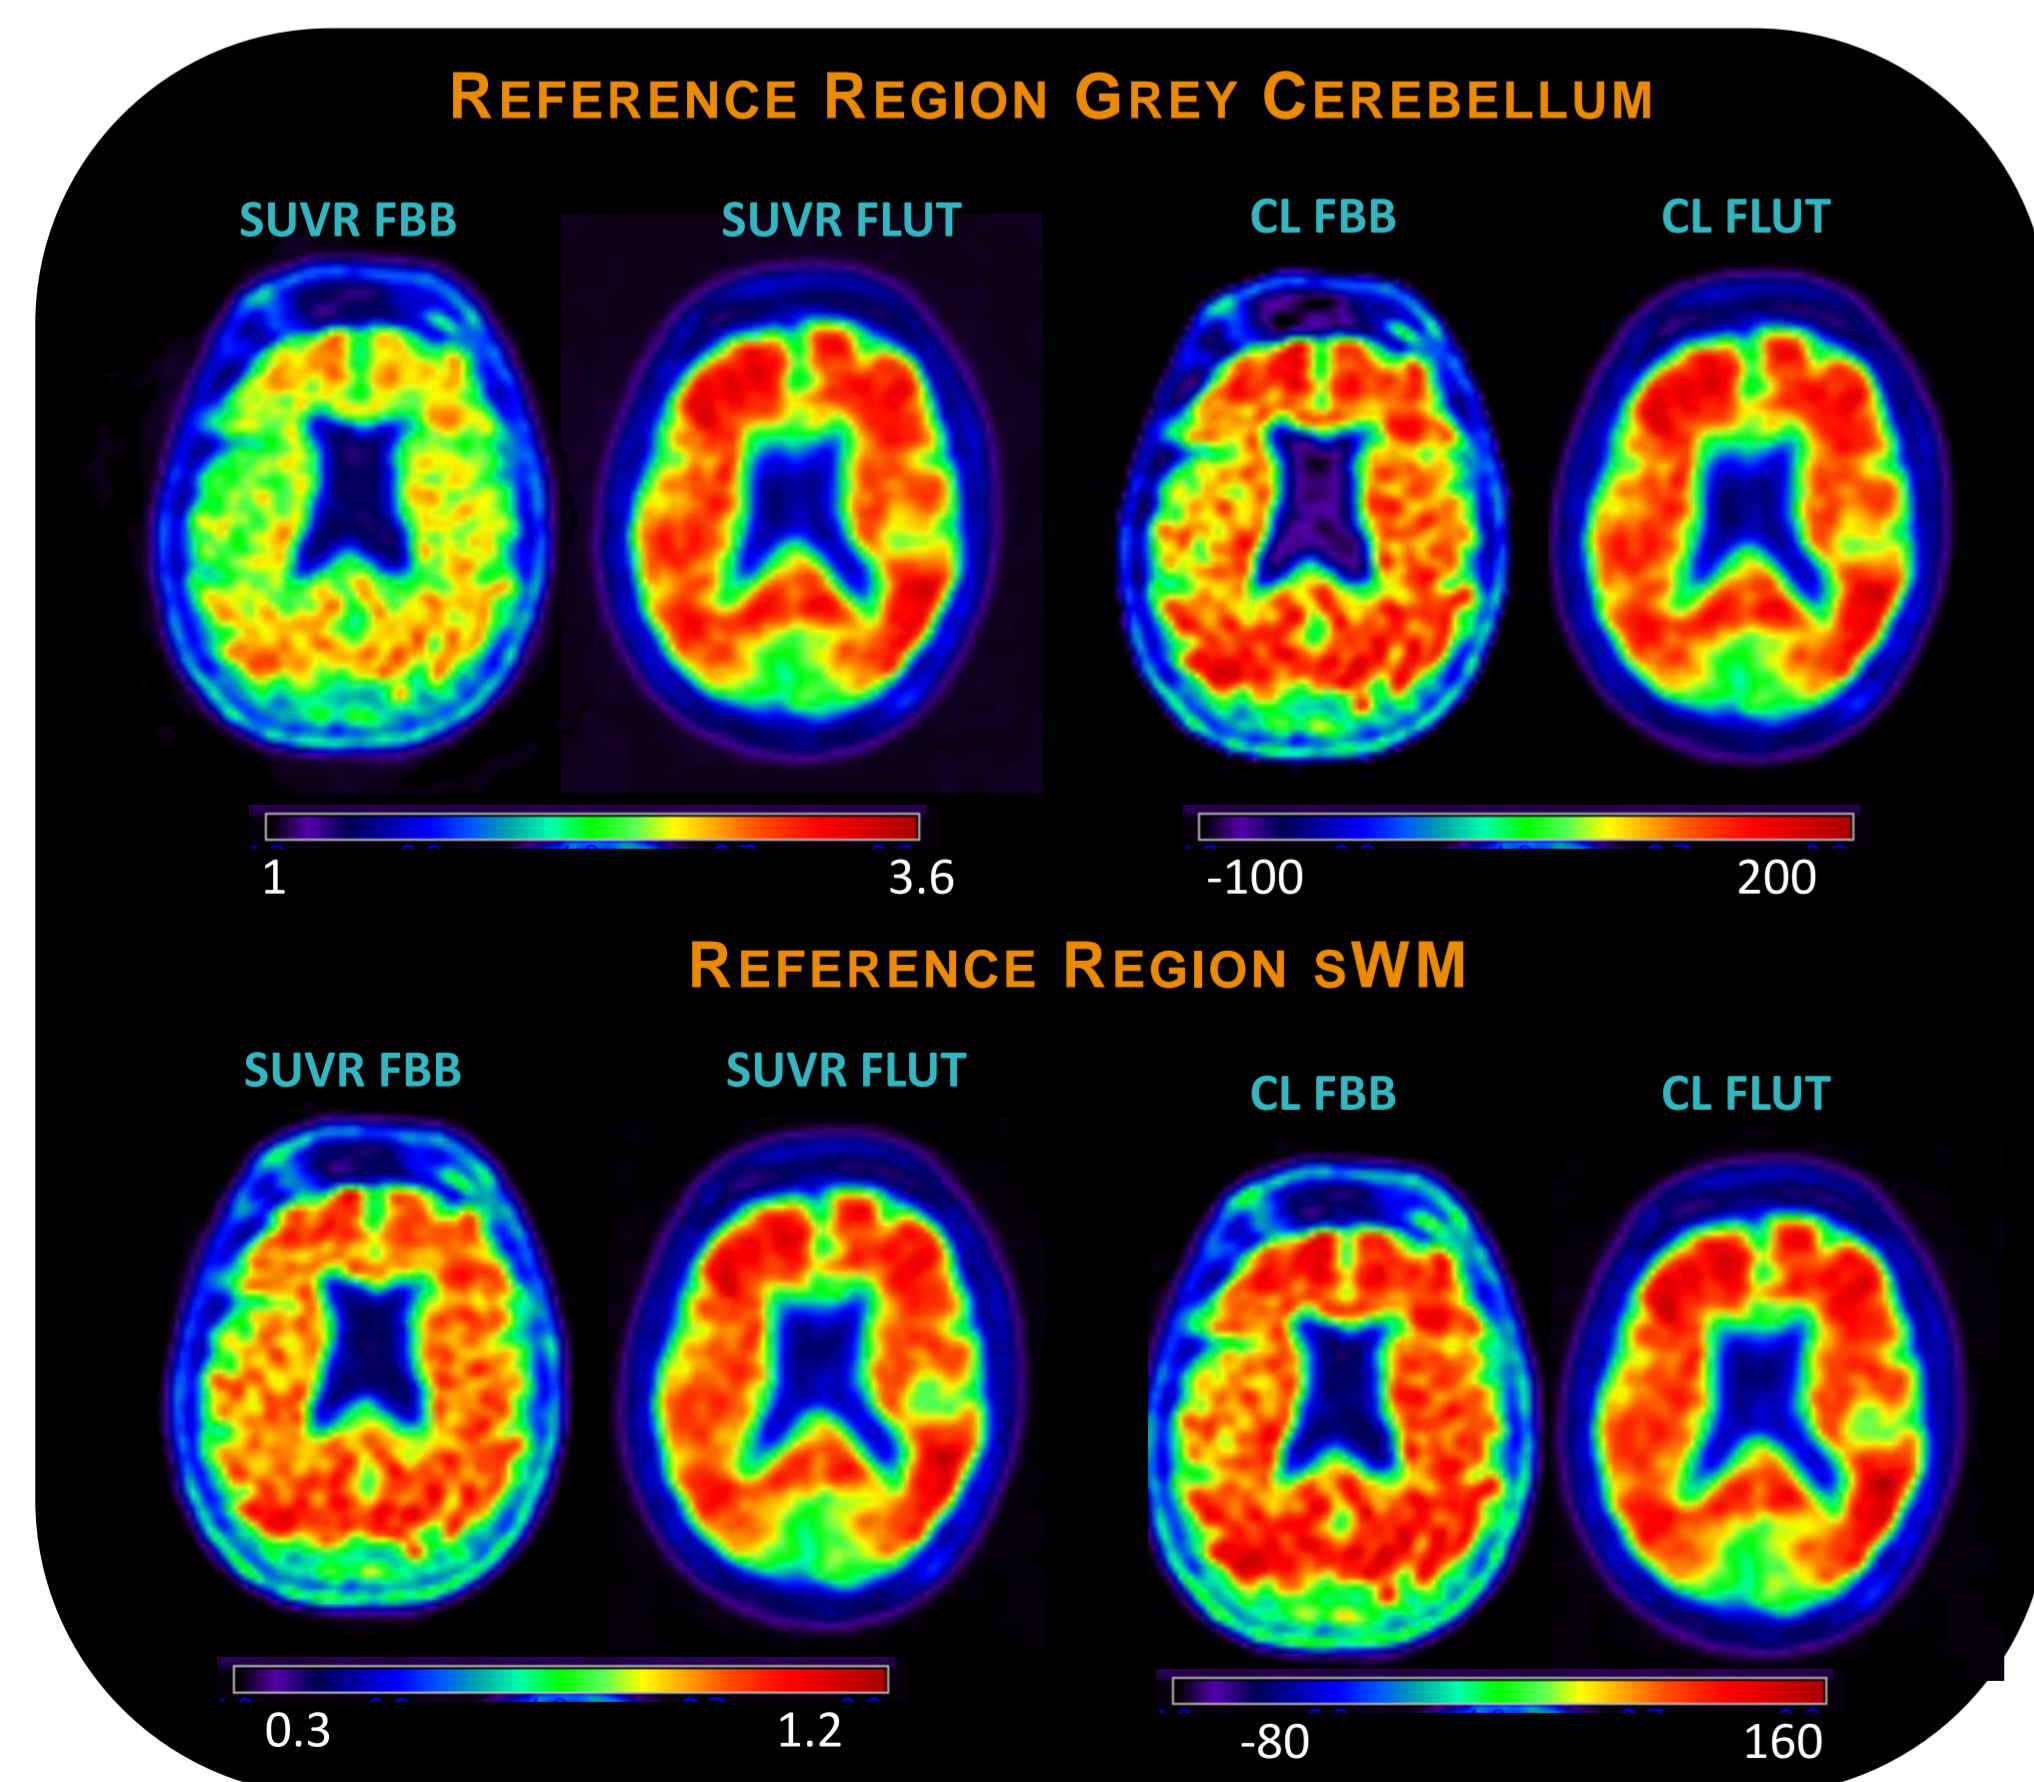 REFERENCE REGION GREY CEREBELLUM
SUVR FBB SUVR FLUT CL FBB CL FLUT
1 3.6 -100 200
REFERENCE REGION sWM
SUVR FBB SUVR FLUT CL FBB CL FLUT
0.3 1.2 -80 160